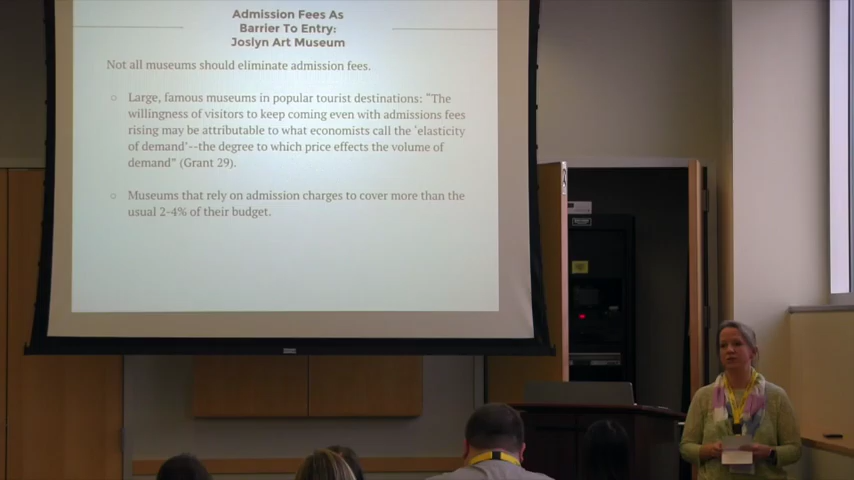 Admission Fees As
Barrier To Entry:
Joslyn Art Museum
Not all museums should eliminate admission fees.
○ Large, famous museums in popular tourist destinations: “The
willingness of visitors to keep coming even with admissions fees
rising may be attributable to what economists call the ‘elasticity
of demand’--the degree to which price effects the volume of
demand” (Grant 29).
○ Museums that rely on admission charges to cover more than the
usual 2-4% of their budget.